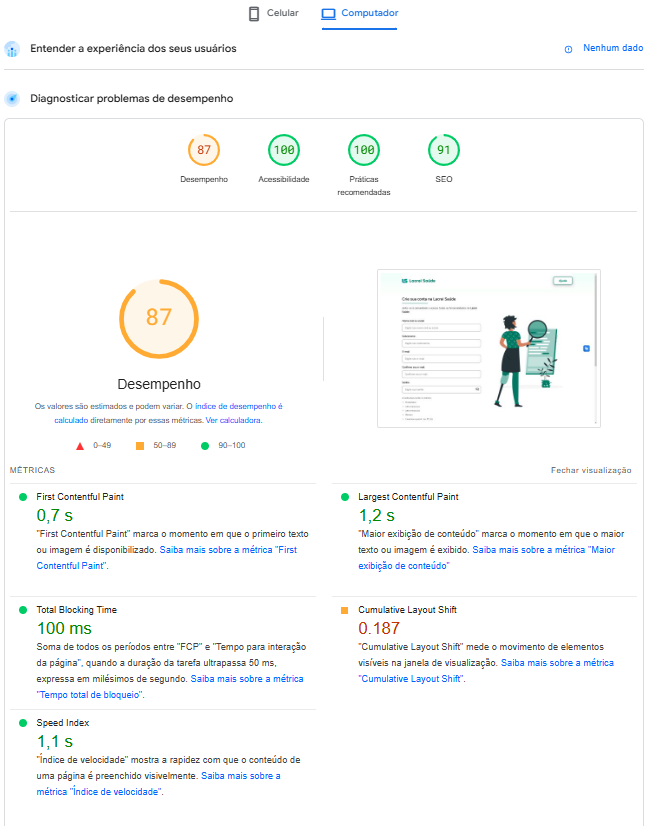 Celular
Computador
Entender a experiência dos seus usuários
Nenhum dado
Diagnosticar problemas de desempenho
87
100
100
91
Desempenho
Acessibilidade
Práticas
recomendadas
SEO
87
Desempenho
Os valores são estimados e podem variar. O índice de desempenho é
calculado diretamente por essas métricas. Ver calculadora.
0–49
50–89
90–100
Lacrei Saúde
Ajuda
Crie sua conta na Lacrei Saúde
MÉTRICAS
Fechar visualização
First Contentful Paint
0,7 s
"First Contentful Paint" marca o momento em que o primeiro texto
ou imagem é disponibilizado. Saiba mais sobre a métrica "First
Contentful Paint".
Largest Contentful Paint
1,2 s
"Maior exibição de conteúdo" marca o momento em que o maior
texto ou imagem é exibido. Saiba mais sobre a métrica "Maior
exibição de conteúdo"
Total Blocking Time
100 ms
Soma de todos os períodos entre "FCP" e "Tempo para interação
da página", quando a duração da tarefa ultrapassa 50 ms,
expressa em milésimos de segundo. Saiba mais sobre a métrica
"Tempo total de bloqueio".
Cumulative Layout Shift
0.187
"Cumulative Layout Shift" mede o movimento de elementos
visíveis na janela de visualização. Saiba mais sobre a métrica
"Cumulative Layout Shift".
Speed Index
1,1 s
"Índice de velocidade" mostra a rapidez com que o conteúdo de
uma página é preenchido visivelmente. Saiba mais sobre a
métrica "Índice de velocidade".